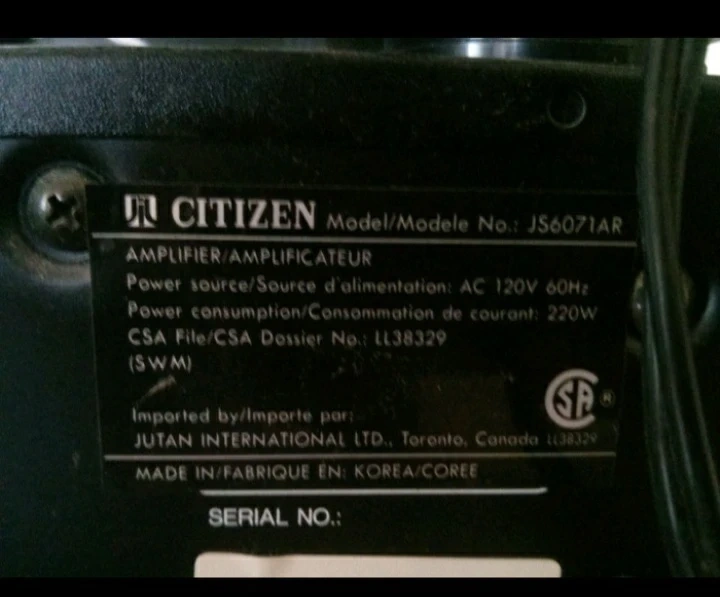 CITIZEN Model/Modele No.: JS6071AR
AMPLIFIER/AMPLIFICATEUR
Power source/Source d'alimentation: AC 120V 60Hz
Power consumption/Consommation de courant: 220W
CSA File/CSA Dossier No.: LL38329
(SWM)
SA ®
Imported by/Importe par:
JUTAN INTERNATIONAL LTD., Toronto, Canada LL38329
MADE IN/FABRIQUE EN: KOREA/COREE
SERIAL NO.: